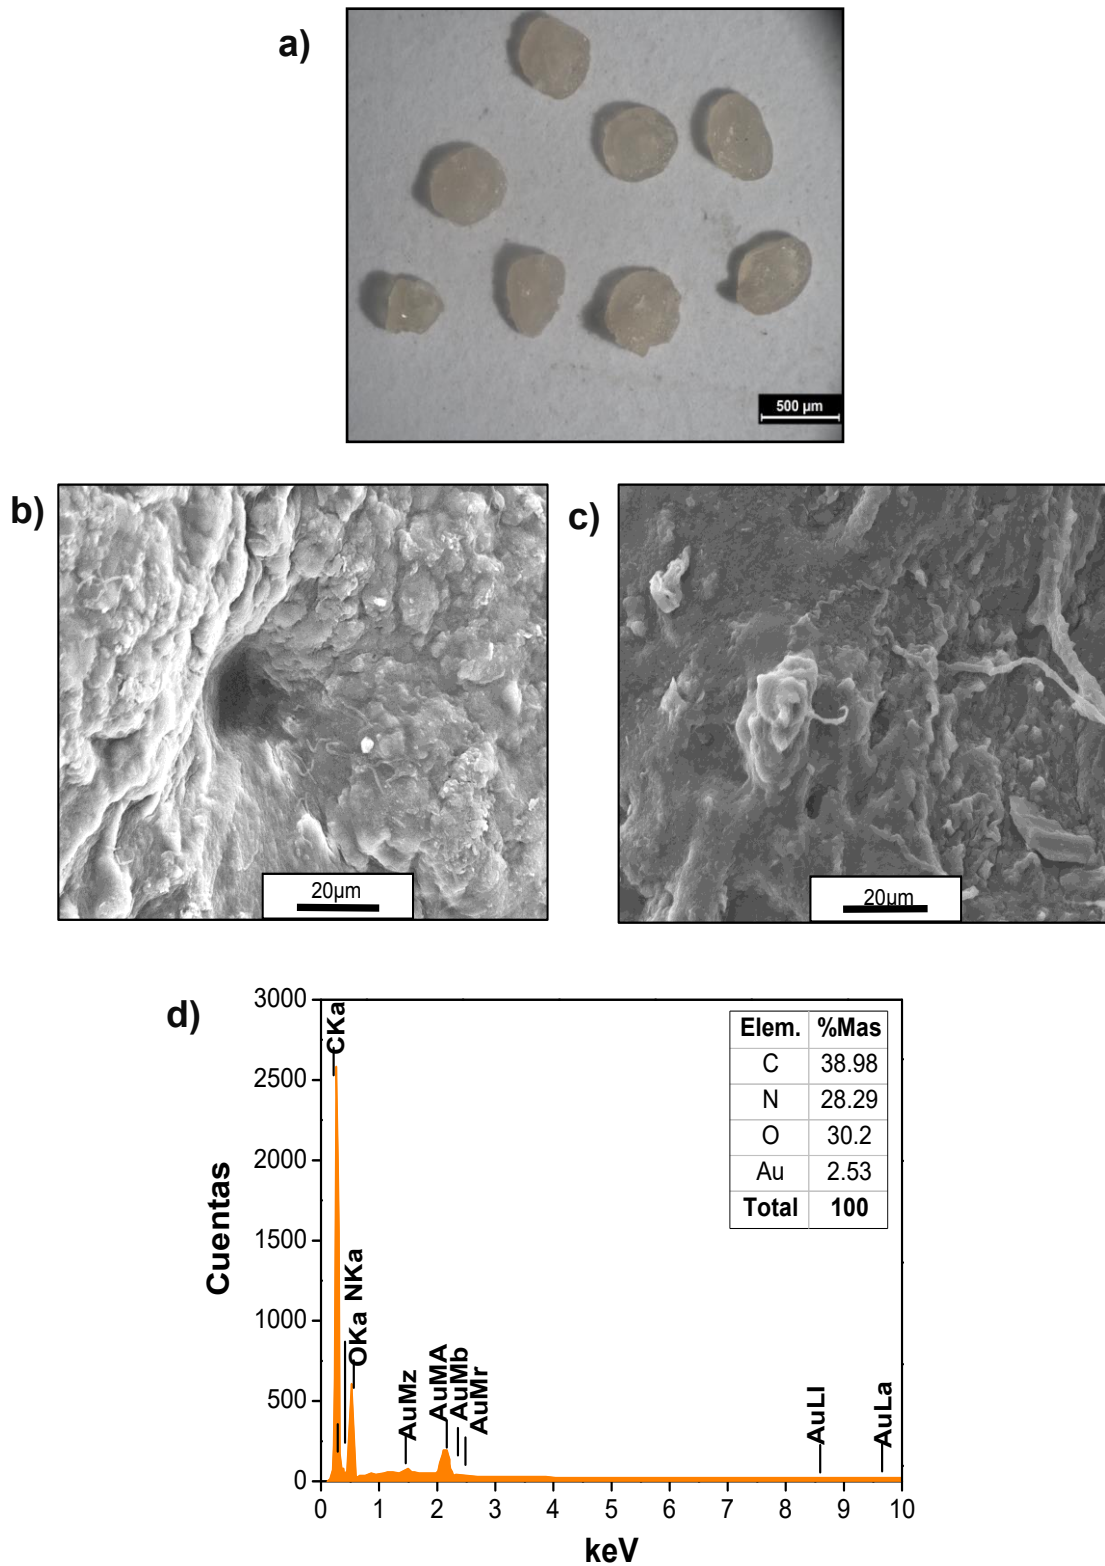 a)
500 µm
b)
c)
20µm
20µm
d)
3000
2500
2000
1500
1000
500
0
Cuentas
CKa
NKa
OKa
AuMz
AuMA
AuMb
AuMr
AuLl
AuLa
Elem. %Mas
C 38.98
N 28.29
O 30.2
Au 2.53
Total 100
0 1 2 3 4 5 6 7 8 9 10
keV